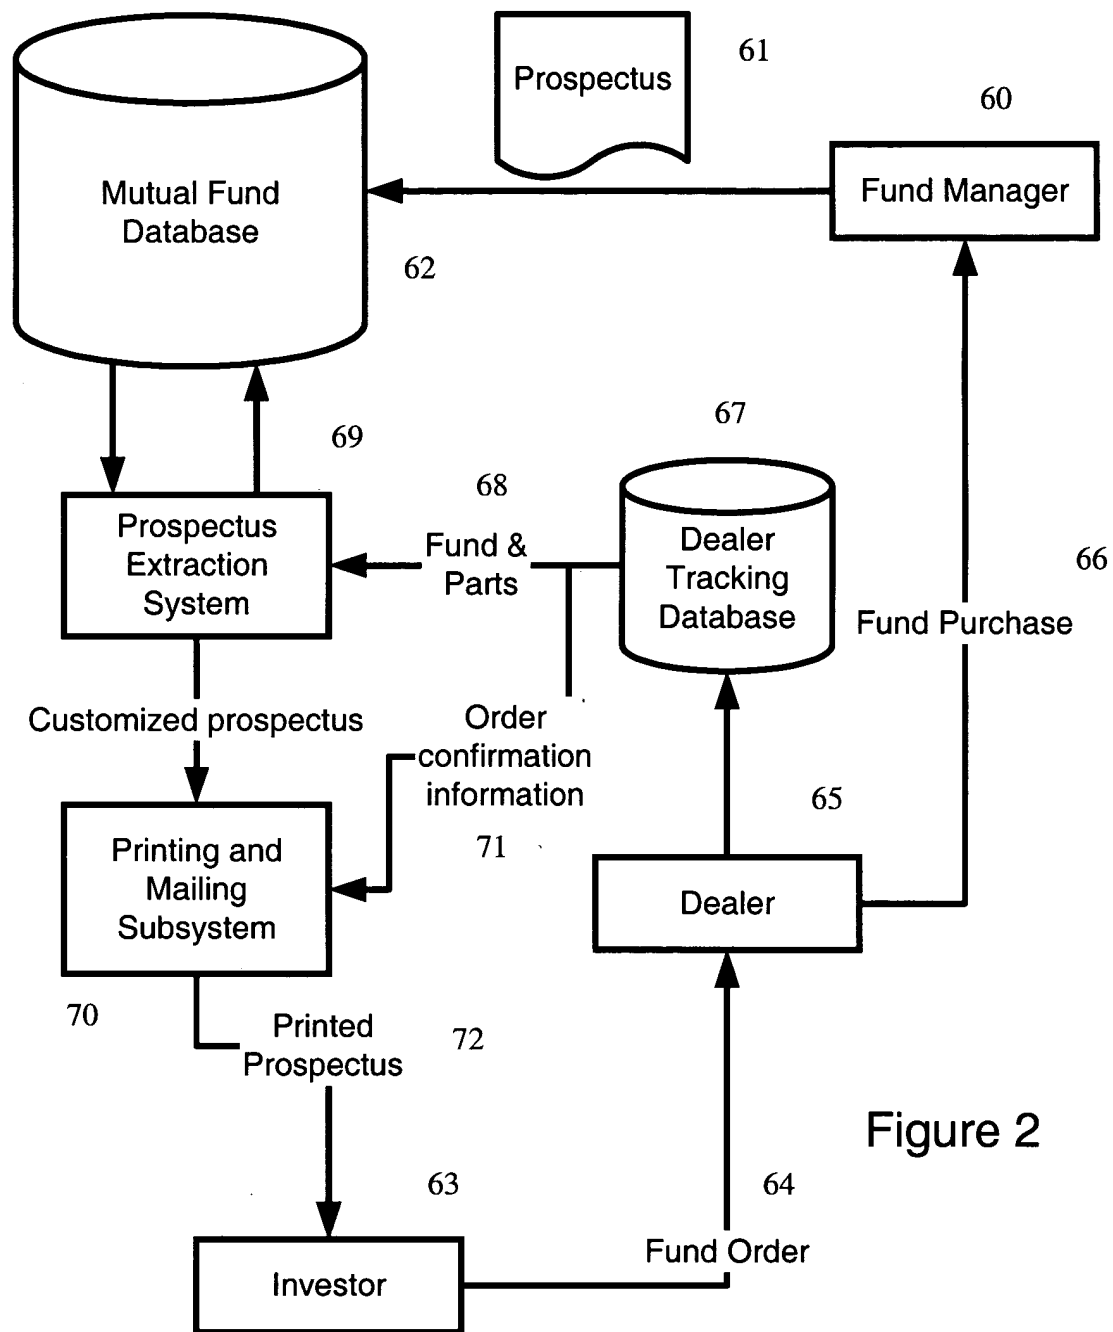 Prospectus
61
60
Fund Manager
Mutual Fund
Database
62
67
69
68
Prospectus
Extraction
System
Fund &
Parts
Dealer
Tracking
Database
66
Fund Purchase
Customized prospectus
Order
confirmation
information
65
71
Printing and
Mailing
Subsystem
Dealer
70
Printed
Prospectus
72
Figure 2
63
64
Fund Order
Investor